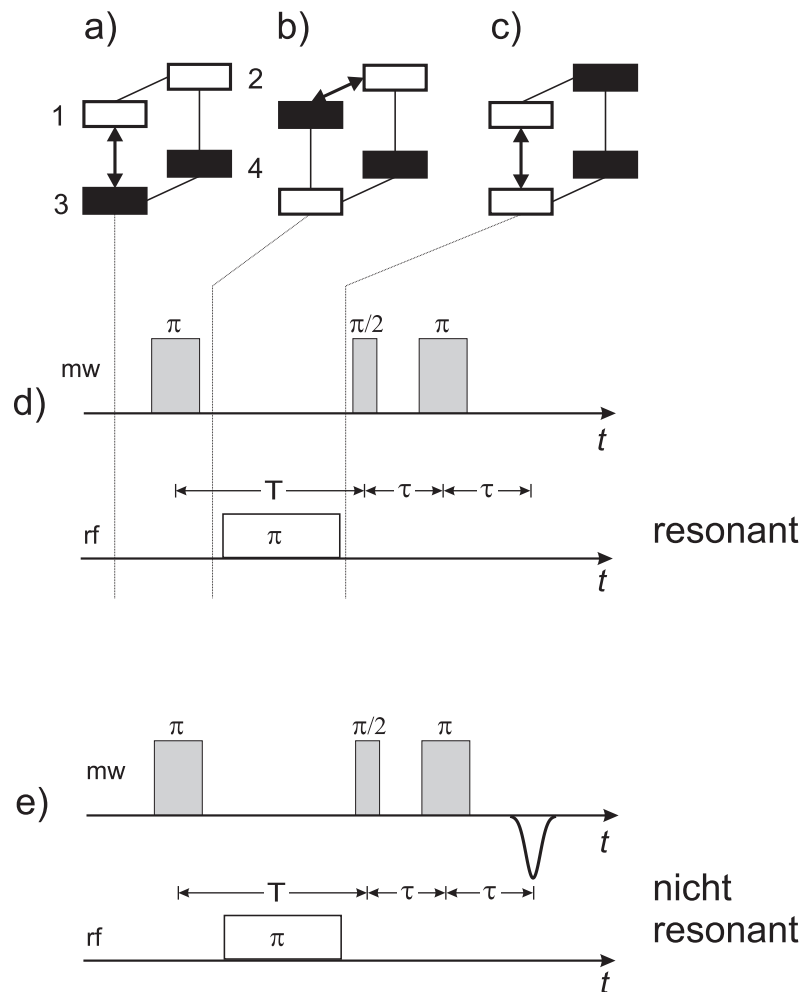 a) b) c)
2
1
4
3
π π/2 π
mw
d)
t
T τ τ
rf π
resonant
t
π π/2 π
mw
e)
t
T τ τ
nicht
rf π
resonant
t